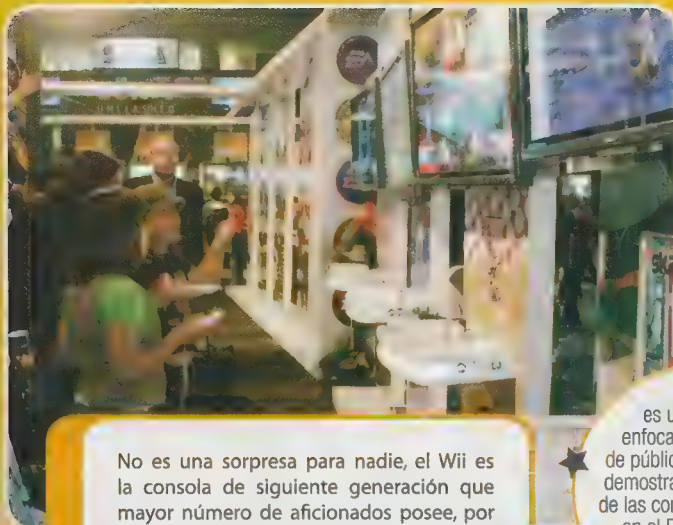 No es una sorpresa para nadie, el Wii es
la consola de siguiente generación que
mayor número de aficionados posee, por
es u
enfoca
de públic
demostra
de las con
en el E